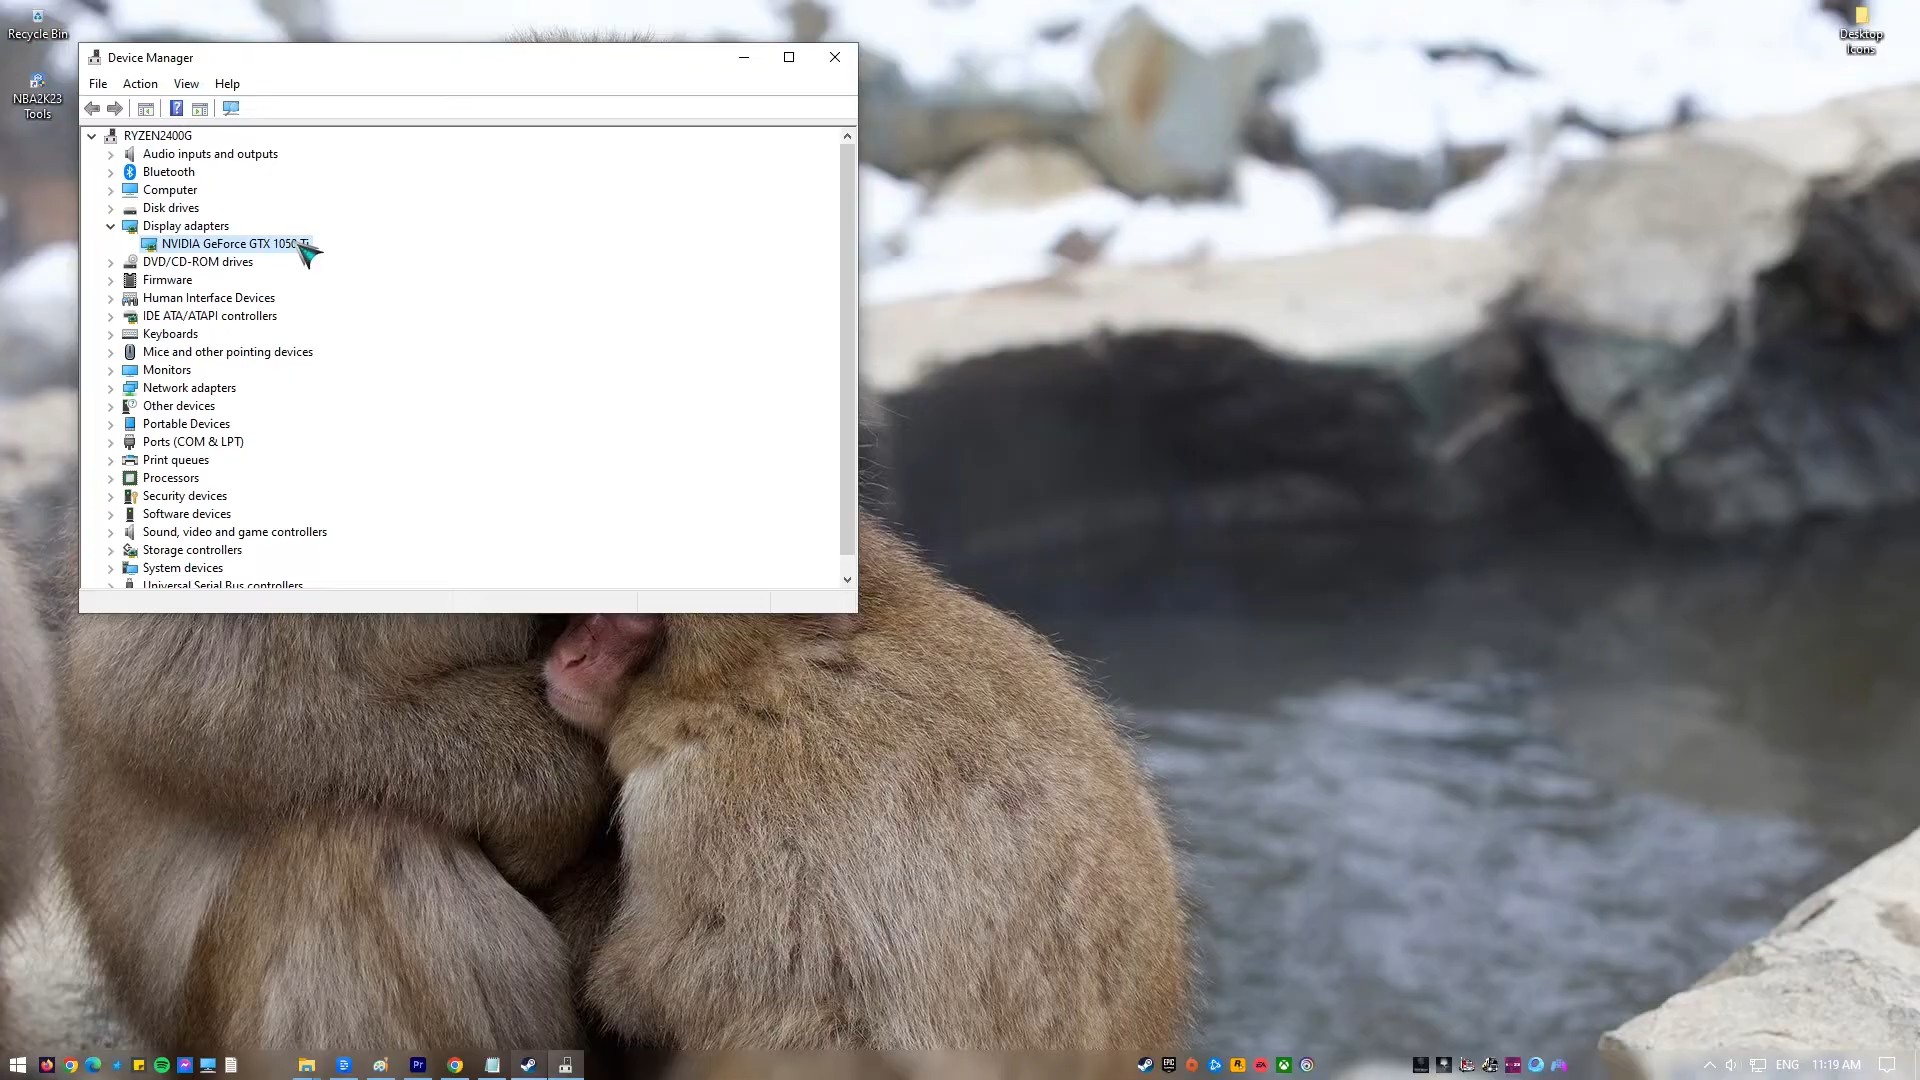 Recycle Bin
NBA2K23
Tools
Desktop
Icons
Device Manager
File Action View Help
RYZEN2400G
Audio inputs and outputs
Bluetooth
Computer
Disk drives
Display adapters
NVIDIA GeForce GTX 1050 Ti
DVD/CD-ROM drives
Firmware
Human Interface Devices
IDE ATA/ATAPI controllers
Keyboards
Mice and other pointing devices
Monitors
Network adapters
Other devices
Portable Devices
Ports (COM & LPT)
Print queues
Processors
Security devices
Software devices
Sound, video and game controllers
Storage controllers
System devices
Universal Serial Bus controllers
Pr
EPIC
ENG 11:19 AM